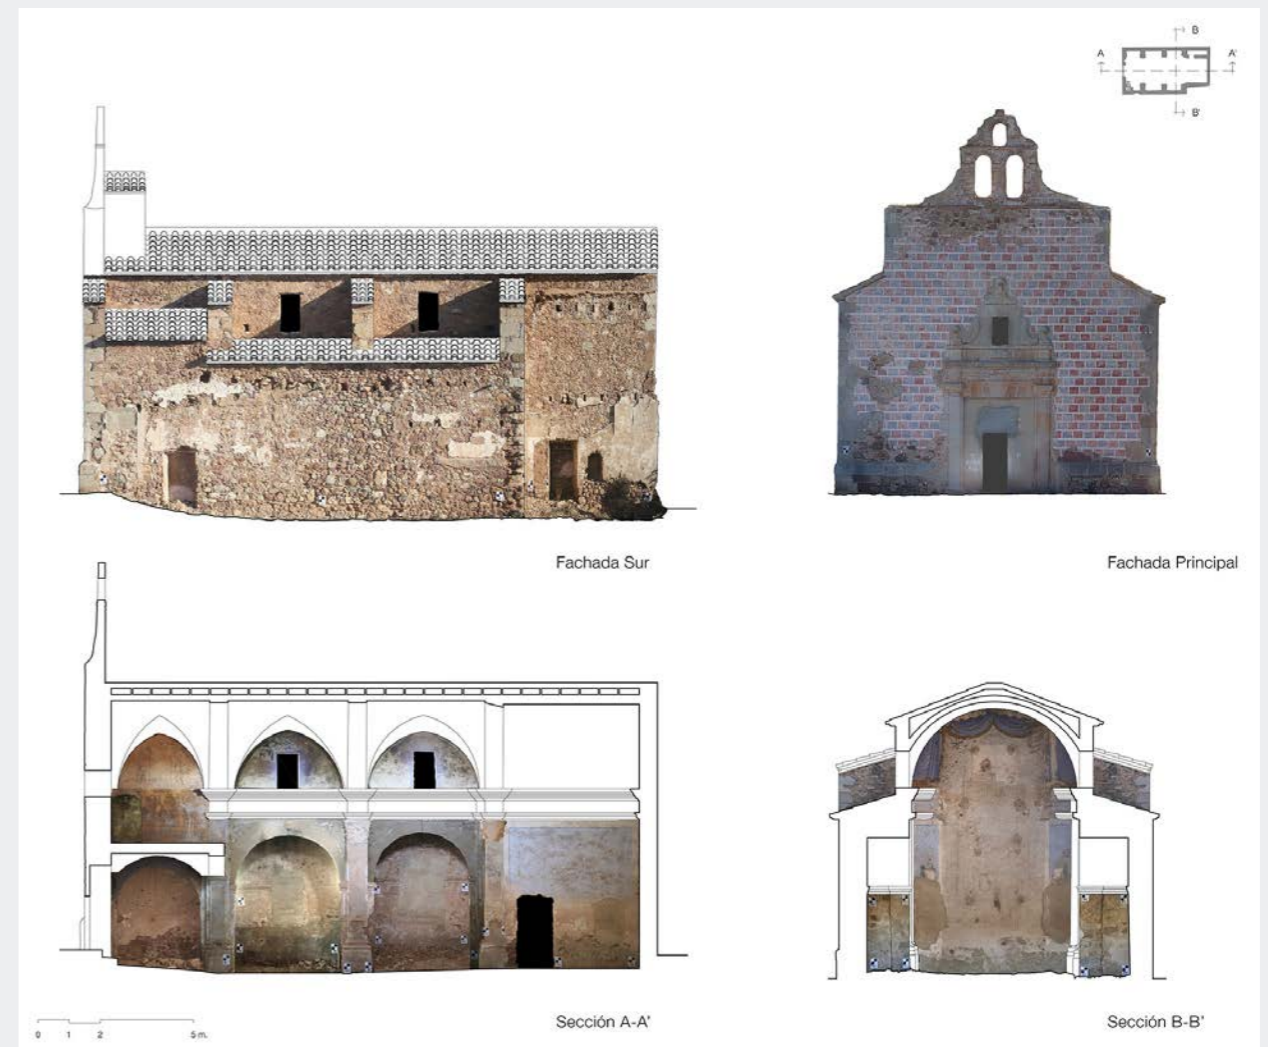 B
A A'
B'
Fachada Sur
Fachada Principal
Sección A-A'
Sección B-B'
0 1 2 5 m.